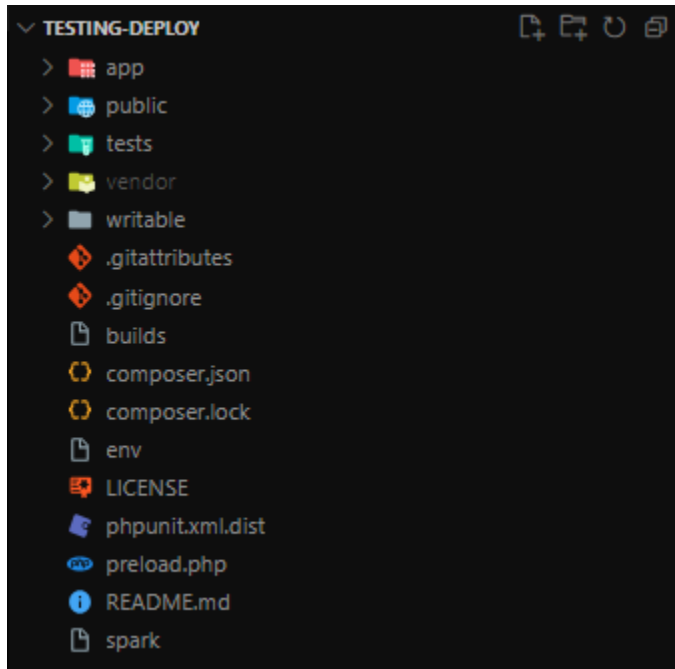 TESTING-DEPLOY
app
public
tests
vendor
writable
.gitattributes
.gitignore
builds
composer.json
composer.lock
env
LICENSE
phpunit.xml.dist
preload.php
README.md
spark